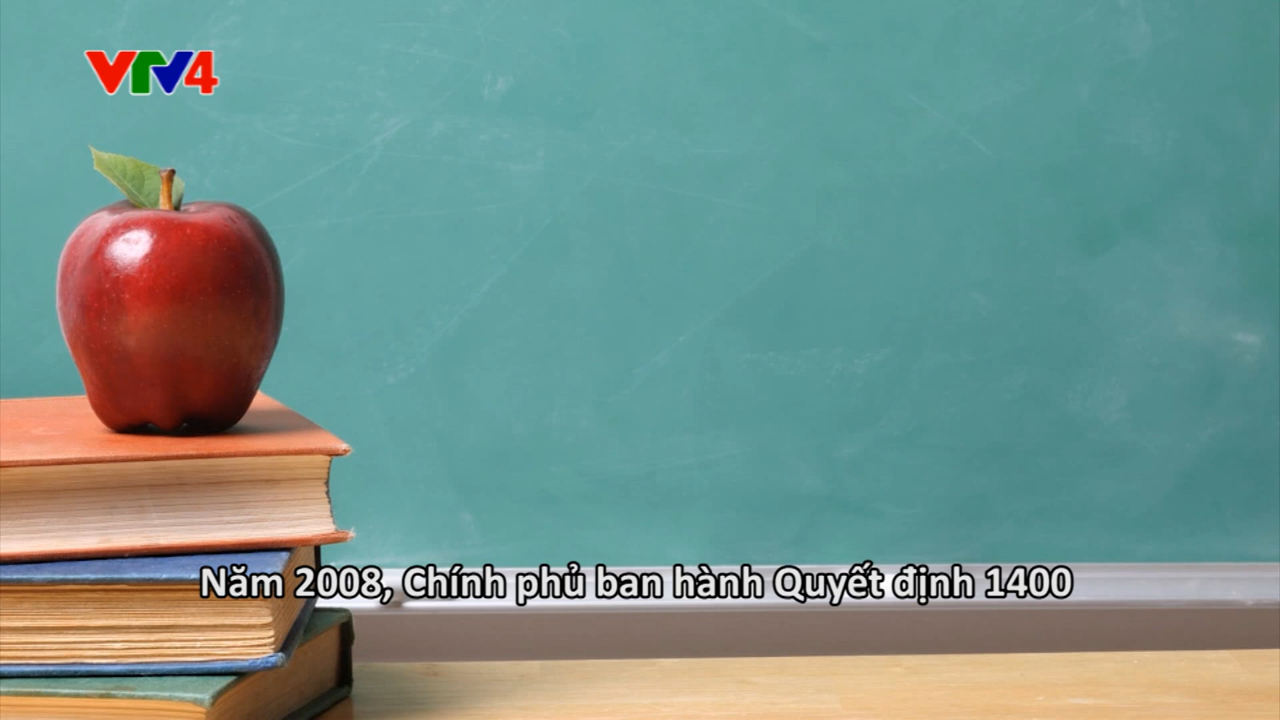 VTV4
Năm 2008, Chính phủ ban hành Quyết định 1400